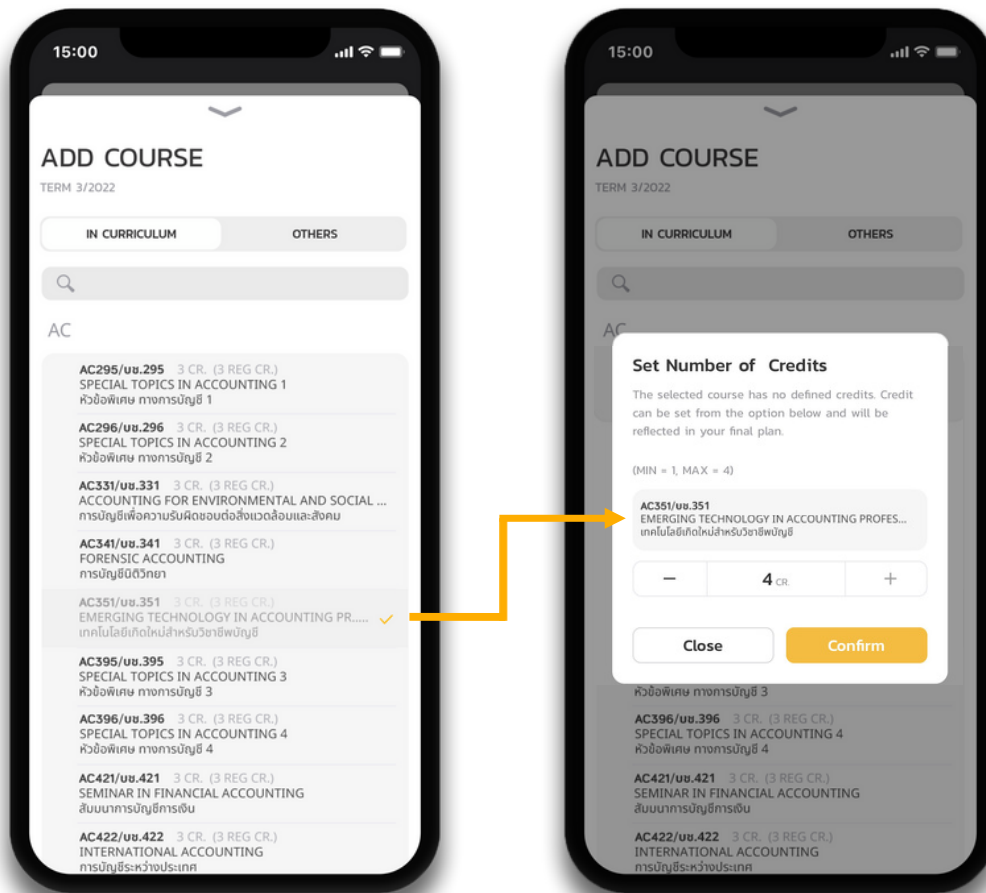 15:00
ADD COURSE
TERM 3/2022
IN CURRICULUM OTHERS
AC
AC295/บช.295 3 CR. (3 REG CR.)
SPECIAL TOPICS IN ACCOUNTING 1
หัวข้อพิเศษ ทางการบัญชี 1
AC296/บช.296 3 CR. (3 REG CR.)
SPECIAL TOPICS IN ACCOUNTING 2
หัวข้อพิเศษ ทางการบัญชี 2
AC331/บช.331 3 CR. (3 REG CR.)
ACCOUNTING FOR ENVIRONMENTAL AND SOCIAL ...
การบัญชีเพื่อความรับผิดชอบต่อสิ่งแวดล้อมและสังคม
AC341/บช.341 3 CR. (3 REG CR.)
FORENSIC ACCOUNTING
การบัญชีนิติวิทยา
AC351/บช.351 3 CR. (3 REG CR.)
EMERGING TECHNOLOGY IN ACCOUNTING PR.....
เทคโนโลยีเกิดใหม่สำหรับวิชาชีพบัญชี
AC395/บช.395 3 CR. (3 REG CR.)
SPECIAL TOPICS IN ACCOUNTING 3
หัวข้อพิเศษ ทางการบัญชี 3
AC396/บช.396 3 CR. (3 REG CR.)
SPECIAL TOPICS IN ACCOUNTING 4
หัวข้อพิเศษ ทางการบัญชี 4
AC421/บช.421 3 CR. (3 REG CR.)
SEMINAR IN FINANCIAL ACCOUNTING
สัมมนาการบัญชีการเงิน
AC422/บช.422 3 CR. (3 REG CR.)
INTERNATIONAL ACCOUNTING
การบัญชีระหว่างประเทศ
15:00
ADD COURSE
TERM 3/2022
IN CURRICULUM OTHERS
AC
Set Number of Credits
The selected course has no defined credits. Credit
can be set from the option below and will be
reflected in your final plan.
(MIN = 1, MAX = 4)
AC351/บช.351
EMERGING TECHNOLOGY IN ACCOUNTING PROFES...
เทคโนโลยีเกิดใหม่สำหรับวิชาชีพบัญชี
− 4 CR. +
Close Confirm
หัวข้อพิเศษ ทางการบัญชี 3
AC396/บช.396 3 CR. (3 REG CR.)
SPECIAL TOPICS IN ACCOUNTING 4
หัวข้อพิเศษ ทางการบัญชี 4
AC421/บช.421 3 CR. (3 REG CR.)
SEMINAR IN FINANCIAL ACCOUNTING
สัมมนาการบัญชีการเงิน
AC422/บช.422 3 CR. (3 REG CR.)
INTERNATIONAL ACCOUNTING
การบัญชีระหว่างประเทศ